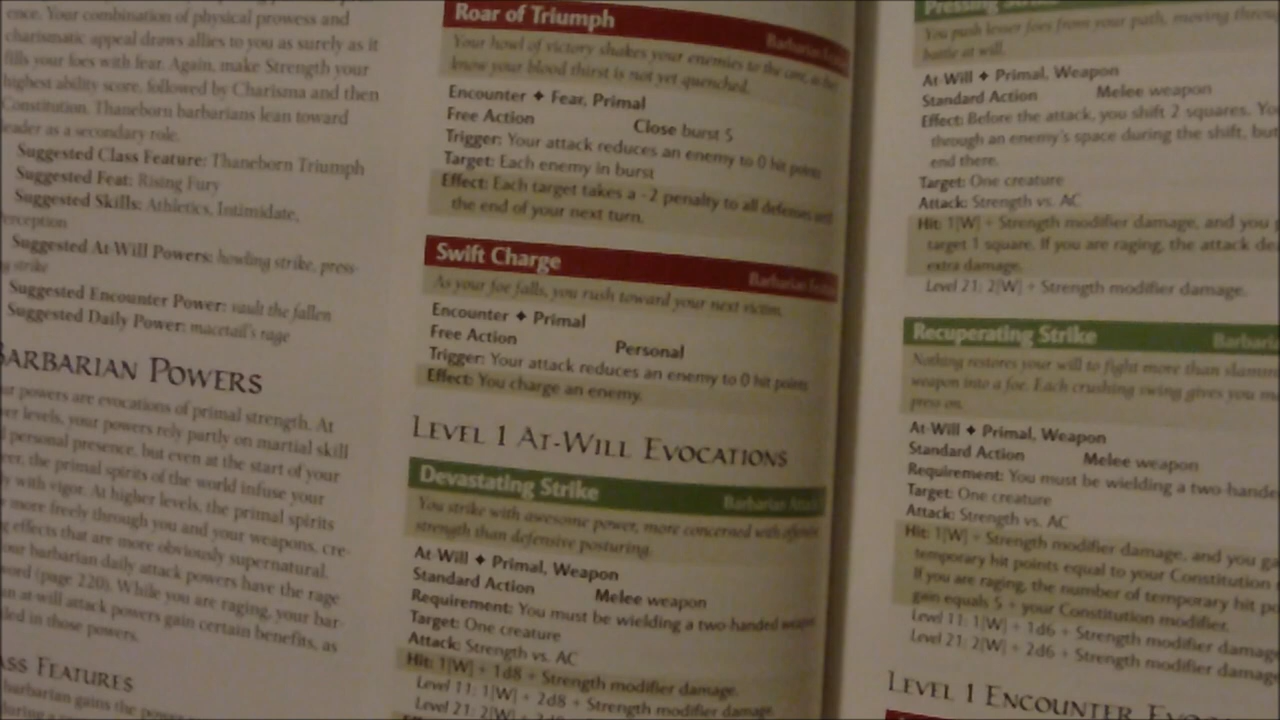 ence. Your combination of physical prowess and
charismatic appeal draws allies to you as surely as it
fills your foes with fear. Again, make Strength your
highest ability score, followed by Charisma and then
Constitution. Thaneborn barbarians lean toward
leader as a secondary role.
Suggested Class Feature: Thaneborn Triumph
Suggested Feat: Rising Fury
Suggested Skills: Athletics, Intimidate,
Perception
Suggested At-Will Powers: howling strike, press-
strike
Suggested Encounter Power: vault the fallen
Suggested Daily Power: macetail's rage
BARBARIAN POWERS
powers are evocations of primal strength. At
levels, your powers rely partly on martial skill
personal presence, but even at the start of your
the primal spirits of the world infuse your
with vigor. At higher levels, the primal spirits
more freely through you and your weapons, cre-
effects that are more obviously supernatural.
our barbarian daily attack powers have the rage
word (page 220). While you are raging, your bar-
an at-will attack powers gain certain benefits, as
in those powers.
ASS FEATURES
barbarian gains the
Roar of Triumph
Barbarian
Your howl of victory shakes your enemies to the core, as they
know your blood thirst is not yet quenched.
Encounter ✦ Fear, Primal
Free Action Close burst 5
Trigger: Your attack reduces an enemy to 0 hit points
Target: Each enemy in burst
Effect: Each target takes a -2 penalty to all defenses until
the end of your next turn.
Swift Charge
Barbarian
As your foe falls, you rush toward your next victim.
Encounter ✦ Primal
Free Action Personal
Trigger: Your attack reduces an enemy to 0 hit points
Effect: You charge an enemy.
LEVEL 1 AT-WILL EVOCATIONS
Devastating Strike Barbarian Attack
You strike with awesome power, more concerned with offensive
strength than defensive posturing.
At-Will ✦ Primal, Weapon
Standard Action Melee weapon
Requirement: You must be wielding a two-handed weapon.
Target: One creature
Attack: Strength vs. AC
Hit: 1[W] + 1d8 + Strength modifier damage.
Level 11: 1[W] + 2d8 + Strength modifier damage.
Level 21: 2[W]
Pressing
You push lesser foes from your path, moving
battle at will.
At-Will ✦ Primal, Weapon
Standard Action Melee weapon
Effect: Before the attack, you shift 2 squares. Yo
through an enemy's space during the shift, but
end there.
Target: One creature
Attack: Strength vs. AC
Hit: 1[W] + Strength modifier damage, and you
target 1 square. If you are raging, the attack de
extra damage.
Level 21: 2[W] + Strength modifier damage.
Recuperating Strike Barbaria
Nothing restores your will to fight more than
weapon into a foe. Each crushing swing gives you
press on.
At-Will ✦ Primal, Weapon
Standard Action Melee weapon
Requirement: You must be wielding a two-hande
Target: One creature
Attack: Strength vs. AC
Hit: 1[W] + Strength modifier damage, and you ga
temporary hit points equal to your Constitution
If you are raging, the number of temporary hit po
gain equals 5 + your Constitution modifier.
Level 11: 1[W] + 1d6 + Strength modifier damage
Level 21: 2[W] + 2d6 + Strength modifier damage
LEVEL 1 ENCOUNTER EVO